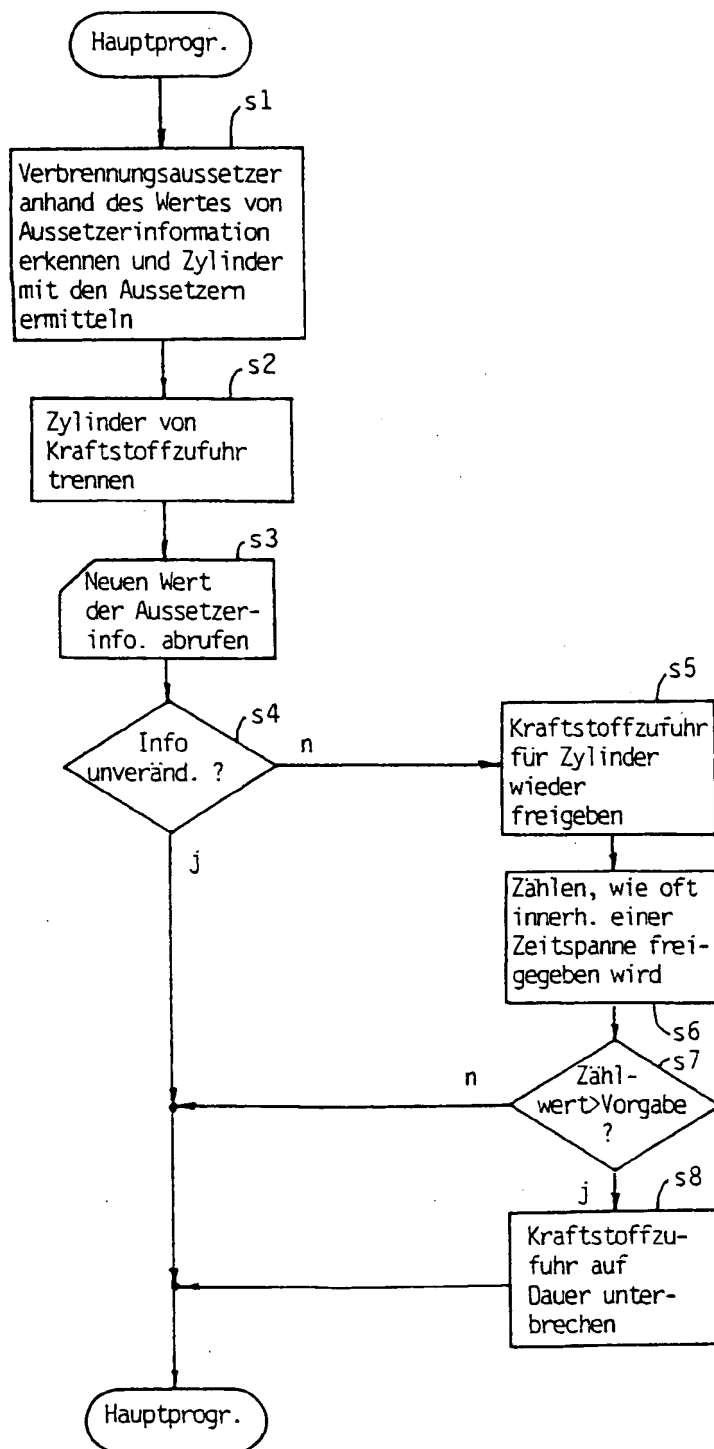 Hauptprogr.
s1
Verbrennungsaussetzer
anhand des Wertes von
Aussetzerinformation
erkennen und Zylinder
mit den Aussetzern
ermitteln
s2
Zylinder von
Kraftstoffzufuhr
trennen
s3
Neuen Wert
der Aussetzer-
info. abrufen
s4
Info
unveränd. ?
n
j
s5
Kraftstoffzufuhr
für Zylinder
wieder
freigeben
Zählen, wie oft
innerh. einer
Zeitspanne frei-
gegeben wird
s6
s7
Zähl-
wert>Vorgabe
?
n
j
s8
Kraftstoffzu-
fuhr auf
Dauer unter-
brechen
Hauptprogr.